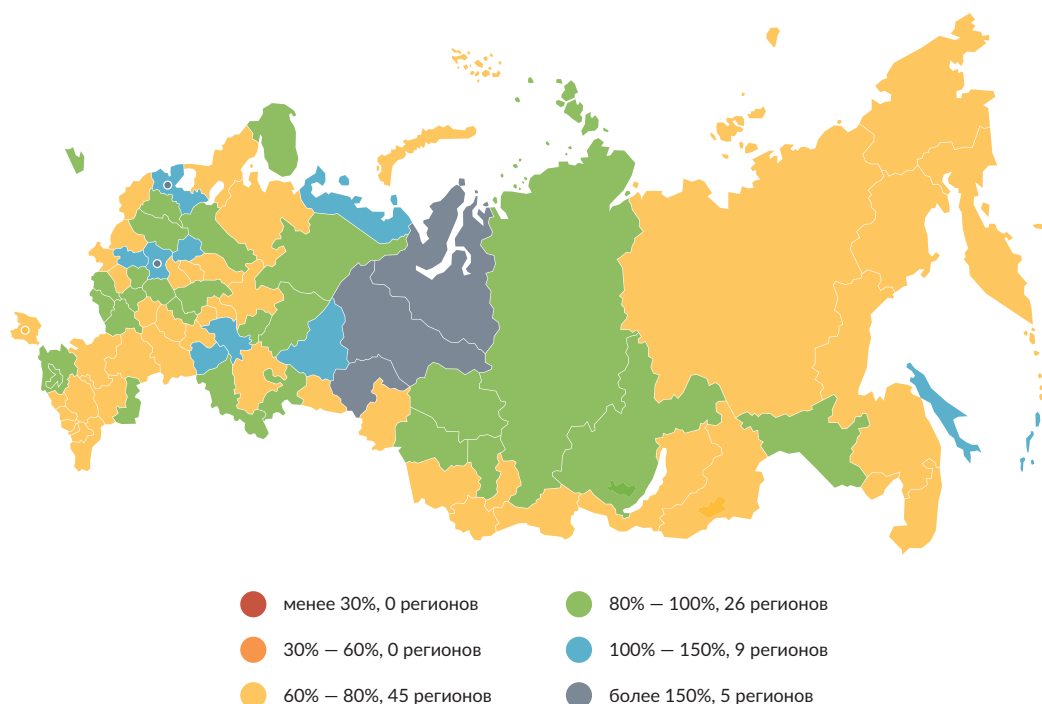 менее 30%, 0 регионов
30% — 60%, 0 регионов
60% — 80%, 45 регионов
80% — 100%, 26 регионов
100% — 150%, 9 регионов
более 150%, 5 регионов